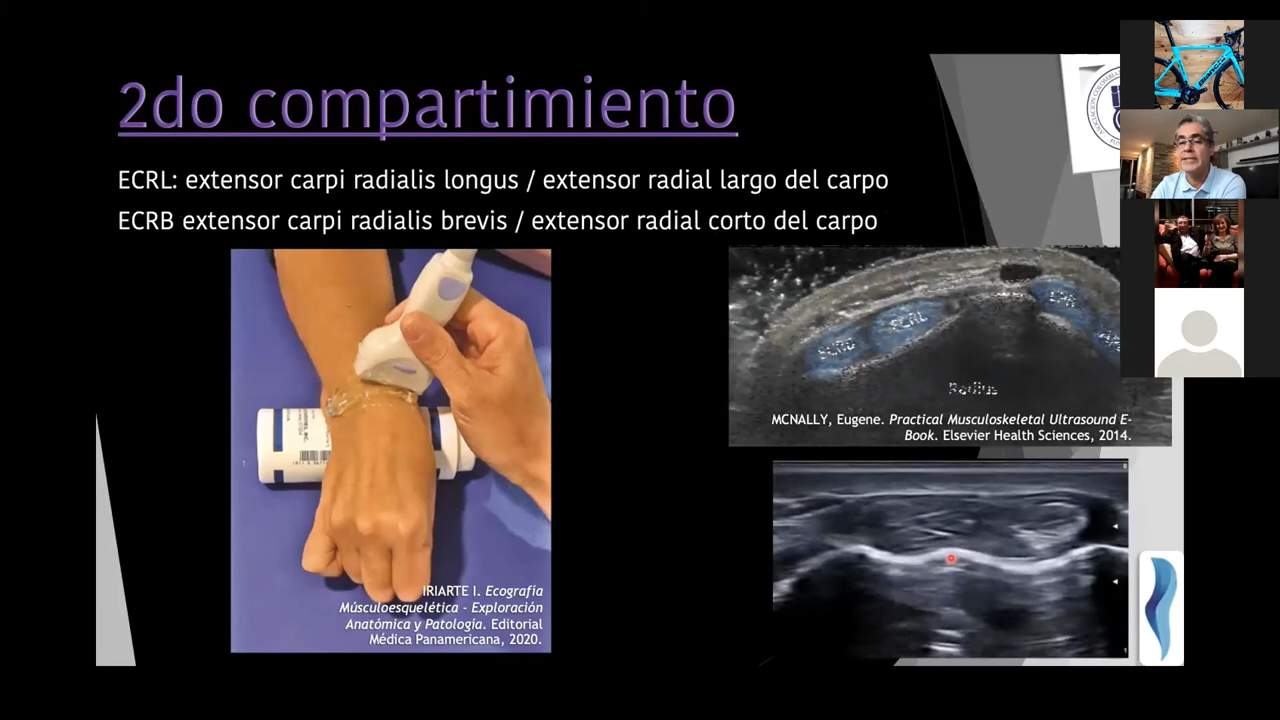 2do compartimiento
ECRL: extensor carpi radialis longus / extensor radial largo del carpo
ECRB extensor carpi radialis brevis / extensor radial corto del carpo
ECRL
ECRB
Radius
MCNALLY, Eugene. Practical Musculoskeletal Ultrasound E-
Book. Elsevier Health Sciences, 2014.
IRIARTE I. Ecografía
Músculoesquelética - Exploración
Anatómica y Patología. Editorial
Médica Panamericana, 2020.